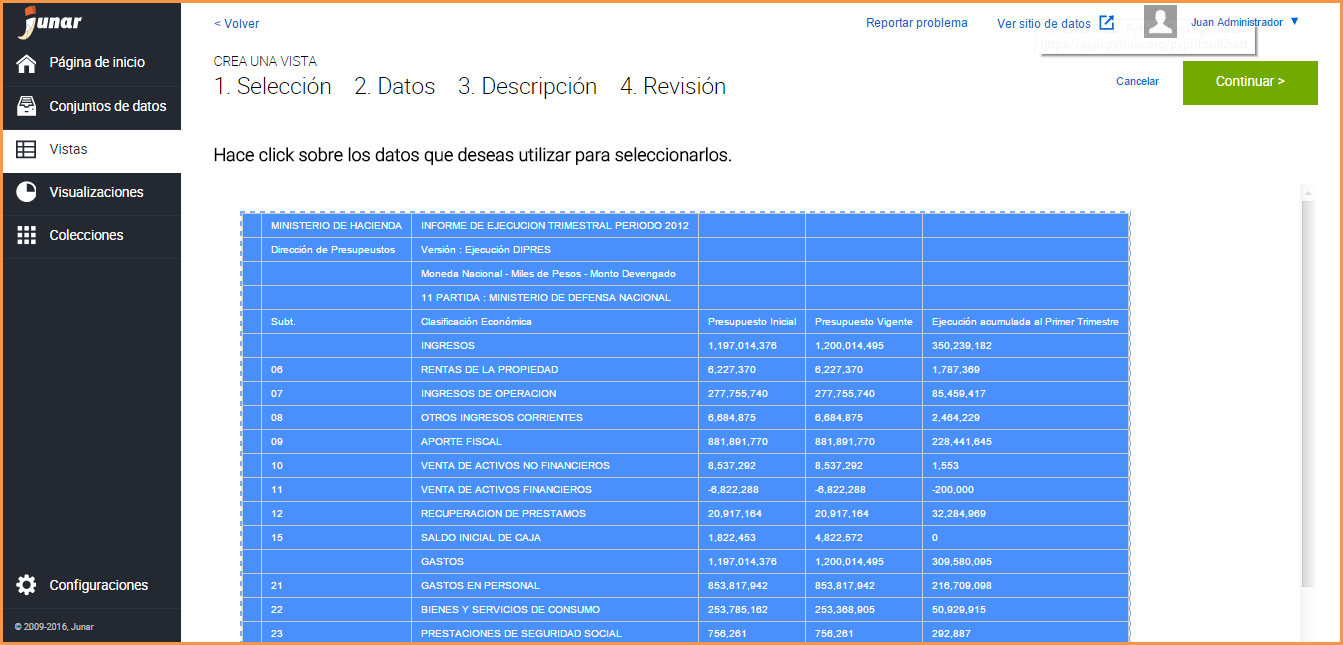 Junar
Página de inicio
Conjuntos de datos
Vistas
Visualizaciones
Colecciones
Configuraciones
© 2009-2016, Junar
< Volver
Reportar problema
Ver sitio de datos
Juan Administrador
CREA UNA VISTA
1. Selección 2. Datos 3. Descripción 4. Revisión
Cancelar
Continuar >
Hace click sobre los datos que deseas utilizar para seleccionarlos.
MINISTERIO DE HACIENDA INFORME DE EJECUCION TRIMESTRAL PERIODO 2012
Dirección de Presupeustos Versión : Ejecución DIPRES
Moneda Nacional - Miles de Pesos - Monto Devengado
11 PARTIDA : MINISTERIO DE DEFENSA NACIONAL
Subt. Clasificación Económica Presupuesto Inicial Presupuesto Vigente Ejecución acumulada al Primer Trimestre
INGRESOS 1,197,014,376 1,200,014,495 350,239,182
06 RENTAS DE LA PROPIEDAD 6,227,370 6,227,370 1,787,369
07 INGRESOS DE OPERACION 277,755,740 277,755,740 85,459,417
08 OTROS INGRESOS CORRIENTES 6,684,875 6,684,875 2,464,229
09 APORTE FISCAL 881,891,770 881,891,770 228,441,645
10 VENTA DE ACTIVOS NO FINANCIEROS 8,537,292 8,537,292 1,553
11 VENTA DE ACTIVOS FINANCIEROS -6,822,288 -6,822,288 -200,000
12 RECUPERACION DE PRESTAMOS 20,917,164 20,917,164 32,284,969
15 SALDO INICIAL DE CAJA 1,822,453 4,822,572 0
GASTOS 1,197,014,376 1,200,014,495 309,580,095
21 GASTOS EN PERSONAL 853,817,942 853,817,942 216,709,098
22 BIENES Y SERVICIOS DE CONSUMO 253,785,162 253,368,905 50,929,915
23 PRESTACIONES DE SEGURIDAD SOCIAL 756,261 756,261 292,887